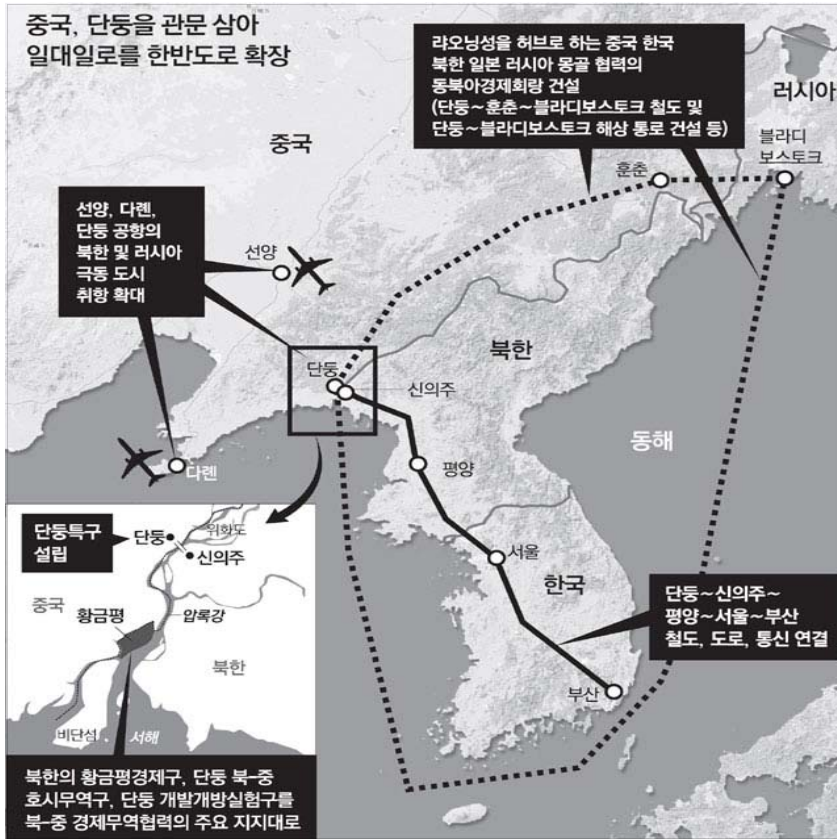 중국, 단둥을 관문 삼아
일대일로를 한반도로 확장
랴오닝성을 허브로 하는 중국 한국
북한 일본 러시아 몽골 협력의
동북아경제회랑 건설
(단둥~훈춘~블라디보스토크 철도 및
단둥~블라디보스토크 해상 통로 건설 등)
러시아
블라디
보스토크
중국
훈춘
선양, 다롄,
단둥 공항의
북한 및 러시아
극동 도시
취항 확대
선양
북한
단둥
신의주
동해
다롄
평양
서울
한국
부산
단둥~신의주~
평양~서울~부산
철도, 도로, 통신 연결
단둥특구
설립
단둥
위화도
신의주
중국
황금평
압록강
북한
비단섬
서해
북한의 황금평경제구, 단둥 북-중
호시무역구, 단둥 개발개방실험구를
북-중 경제무역협력의 주요 지지대로